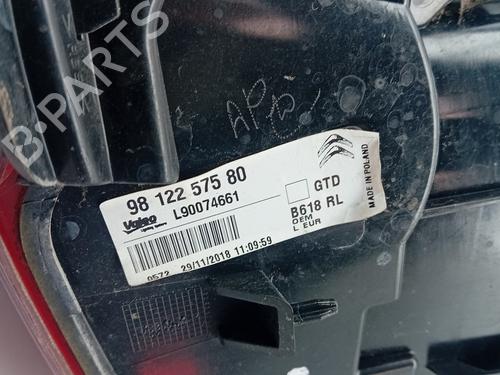 B-PARTS
98 122 575 80
Valeo
L90074661
GTD
B618 RL
OEM
L EUR
MADE IN POLAND
0572 29/11/2018 11:09:59